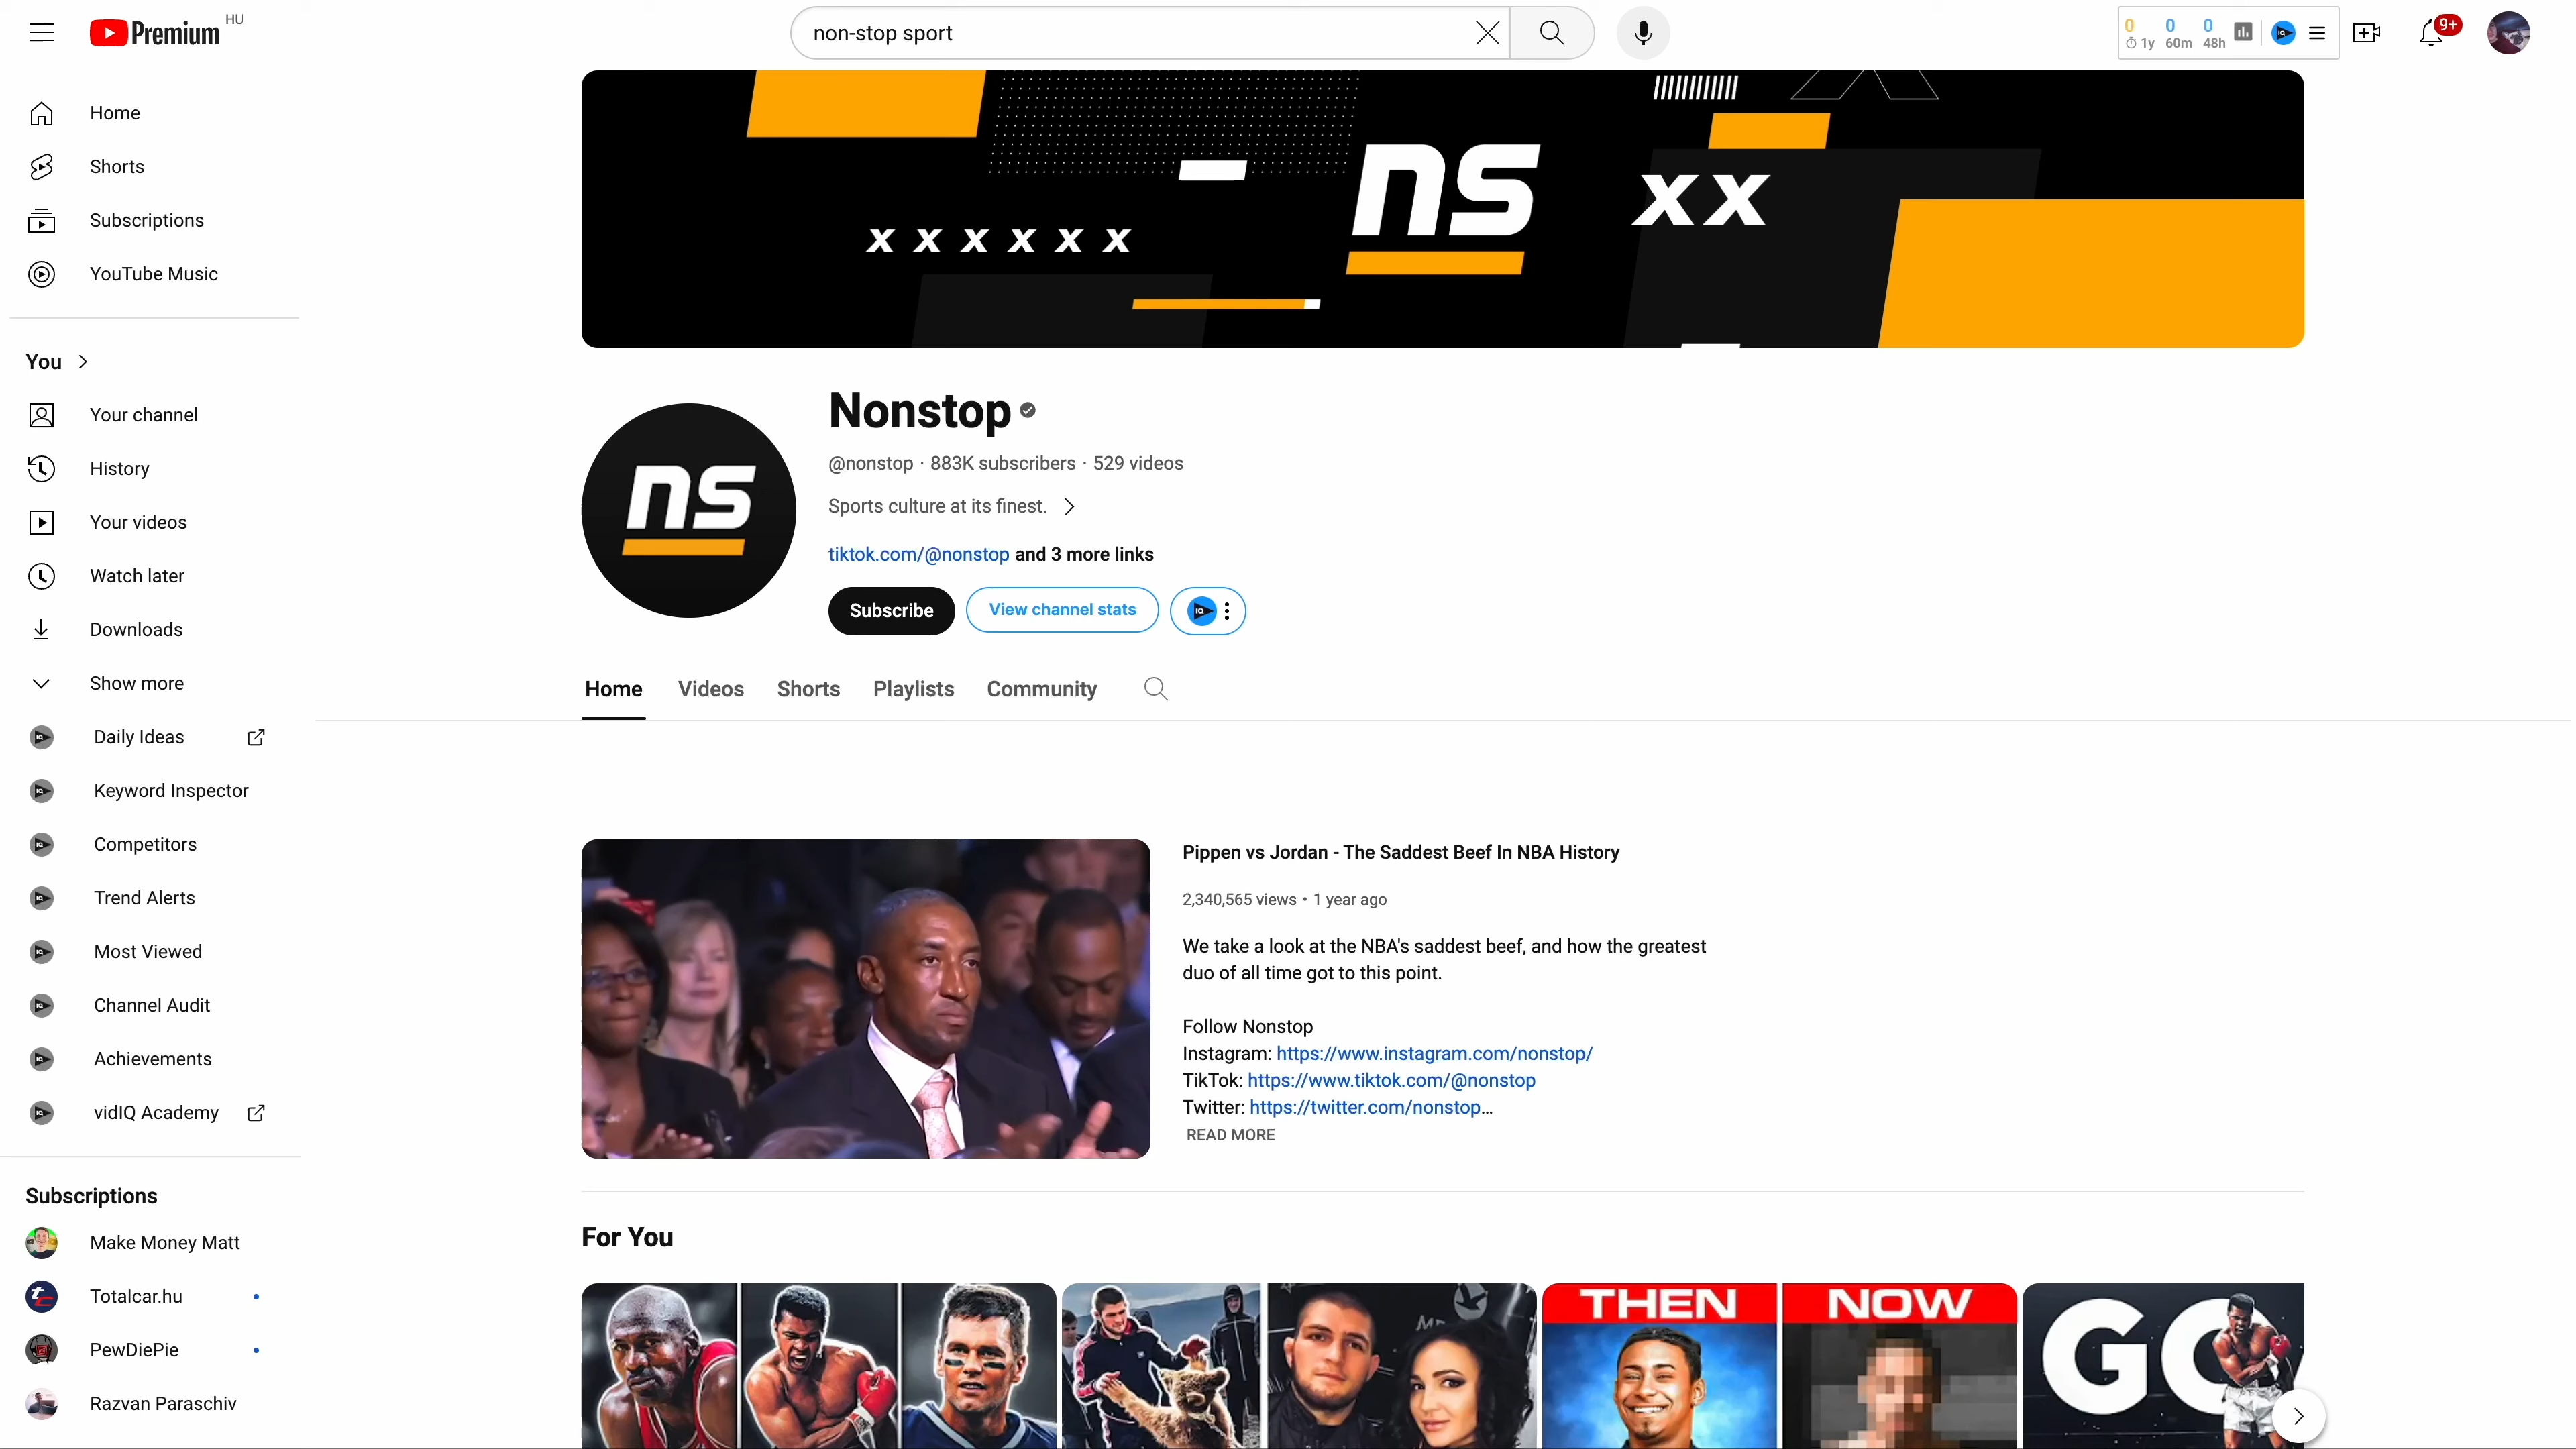 Premium
HU
non-stop sport
0
0
0
1y
60m
48h
9+
Home
Shorts
Subscriptions
YouTube Music
You
Your channel
History
Your videos
Watch later
Downloads
Show more
Daily Ideas
Keyword Inspector
Competitors
Trend Alerts
Most Viewed
Channel Audit
Achievements
vidIQ Academy
Subscriptions
Make Money Matt
Totalcar.hu
PewDiePie
Razvan Paraschiv
x x x x x x
ns
xx
ns
Nonstop
@nonstop · 883K subscribers · 529 videos
Sports culture at its finest.
tiktok.com/@nonstop and 3 more links
Subscribe
View channel stats
IQ
Home
Videos
Shorts
Playlists
Community
Pippen vs Jordan - The Saddest Beef In NBA History
2,340,565 views • 1 year ago
We take a look at the NBA's saddest beef, and how the greatest
duo of all time got to this point.
Follow Nonstop
Instagram: https://www.instagram.com/nonstop/
TikTok: https://www.tiktok.com/@nonstop
Twitter: https://twitter.com/nonstop...
READ MORE
For You
THEN
NOW
GO